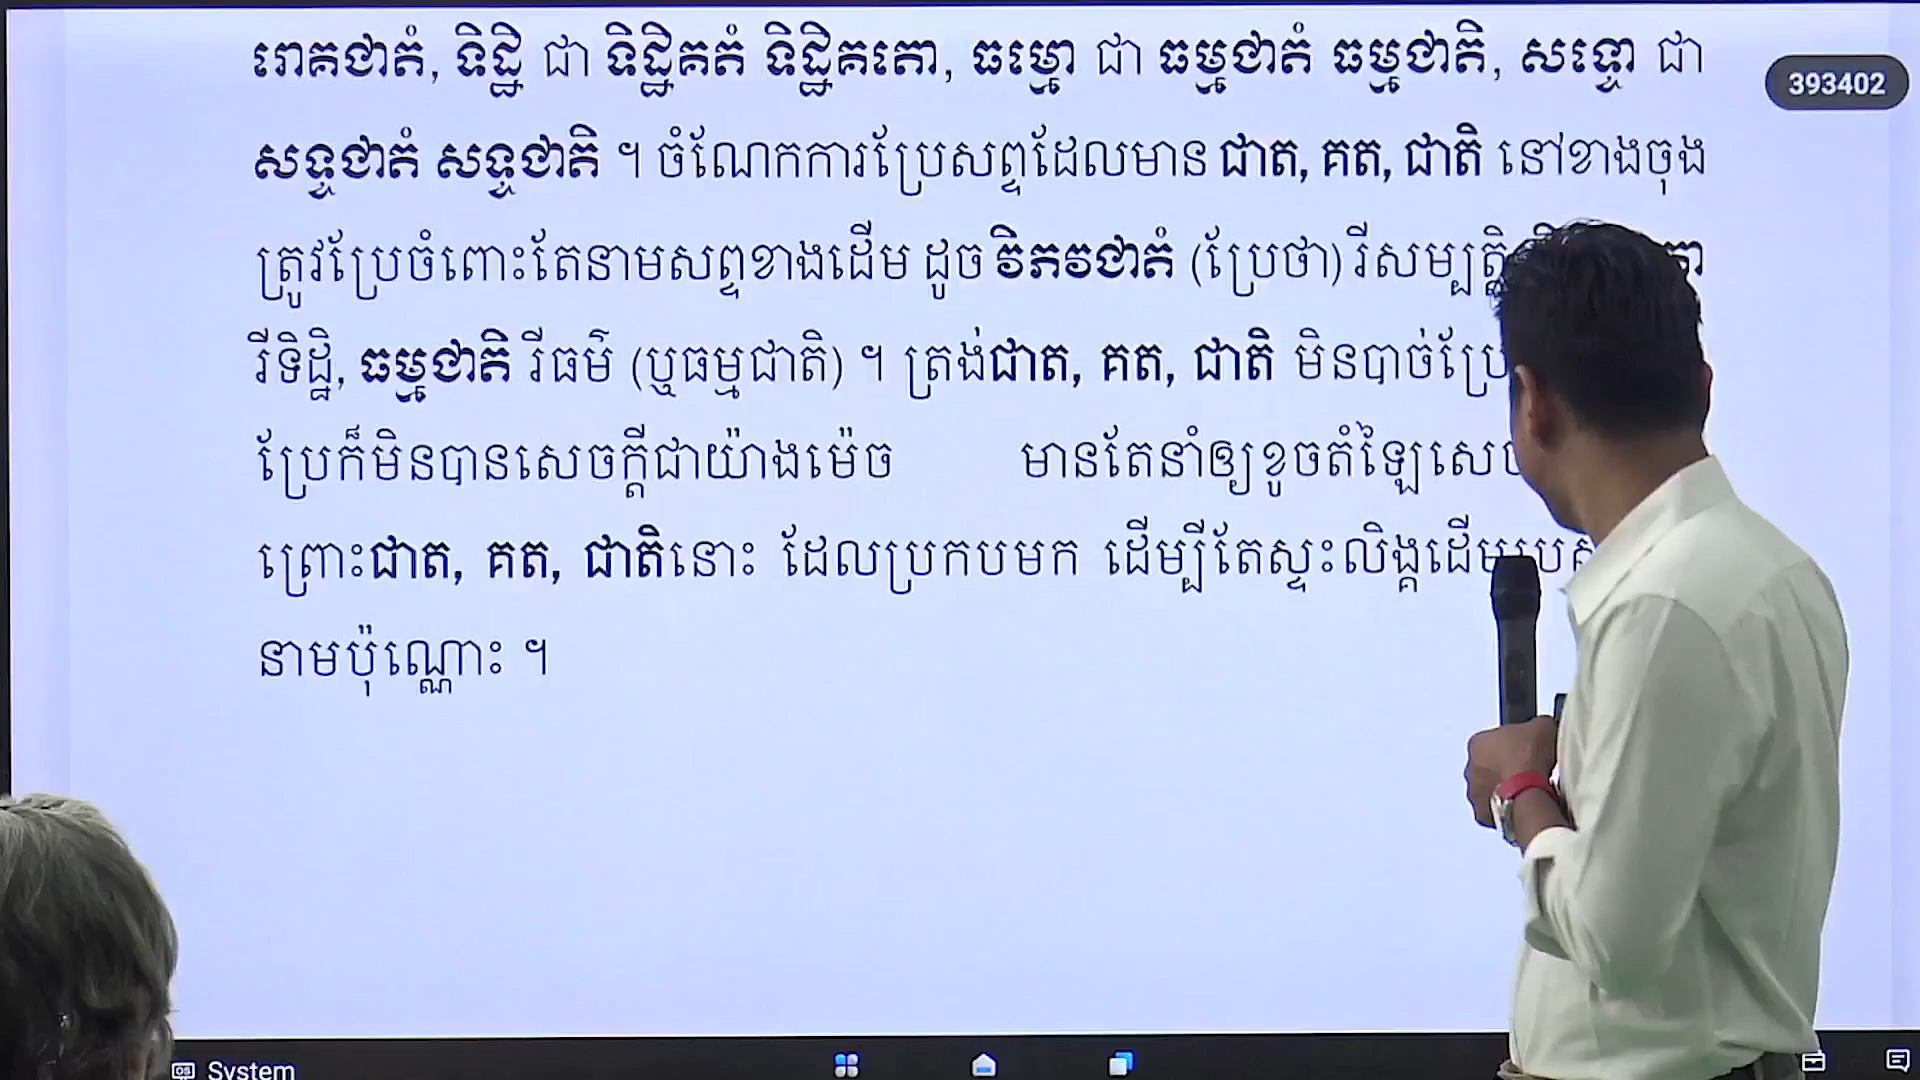 រោគជាតំ, ទិដ្ឋិ ជា ទិដ្ឋិគតំ ទិដ្ឋិគតោ, ធម្មោ ជា ធម្មជាតំ ធម្មជាតិ, សទ្ទោ ជា
393402
សទ្ទជាតំ សទ្ទជាតិ ។ ចំណែកការប្រែសព្ទដែលមាន ជាត, គត, ជាតិ នៅខាងចុង
ត្រូវប្រែចំពោះតែនាមសព្ទខាងដើម ដូច វិភវជាតំ (ប្រែថា) រីសម្បត្តិ
រីទិដ្ឋិ, ធម្មជាតិ រីធម៌ (ឬធម្មជាតិ) ។ ត្រង់ជាត, គត, ជាតិ មិនបាច់ប្រែ
ប្រែក៏មិនបានសេចក្តីជាយ៉ាងម៉េច មានតែនាំឲ្យខូចតំឡៃ
ព្រោះជាត, គត, ជាតិនោះ ដែលប្រកបមក ដើម្បីតែស្ទះលិង្គដើម
នាមប៉ុណ្ណោះ ។
System